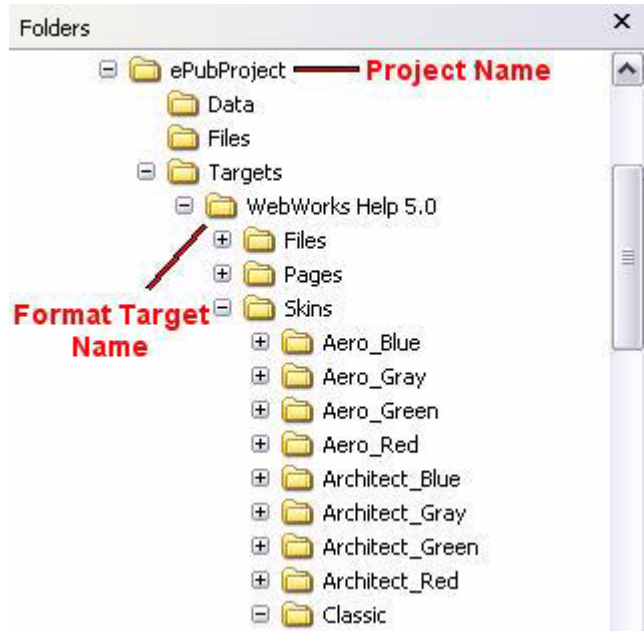 Folders
ePubProject Project Name
Data
Files
Targets
WebWorks Help 5.0
Files
Pages
Format Target
Name
Skins
Aero_Blue
Aero_Gray
Aero_Green
Aero_Red
Architect_Blue
Architect_Gray
Architect_Green
Architect_Red
Classic